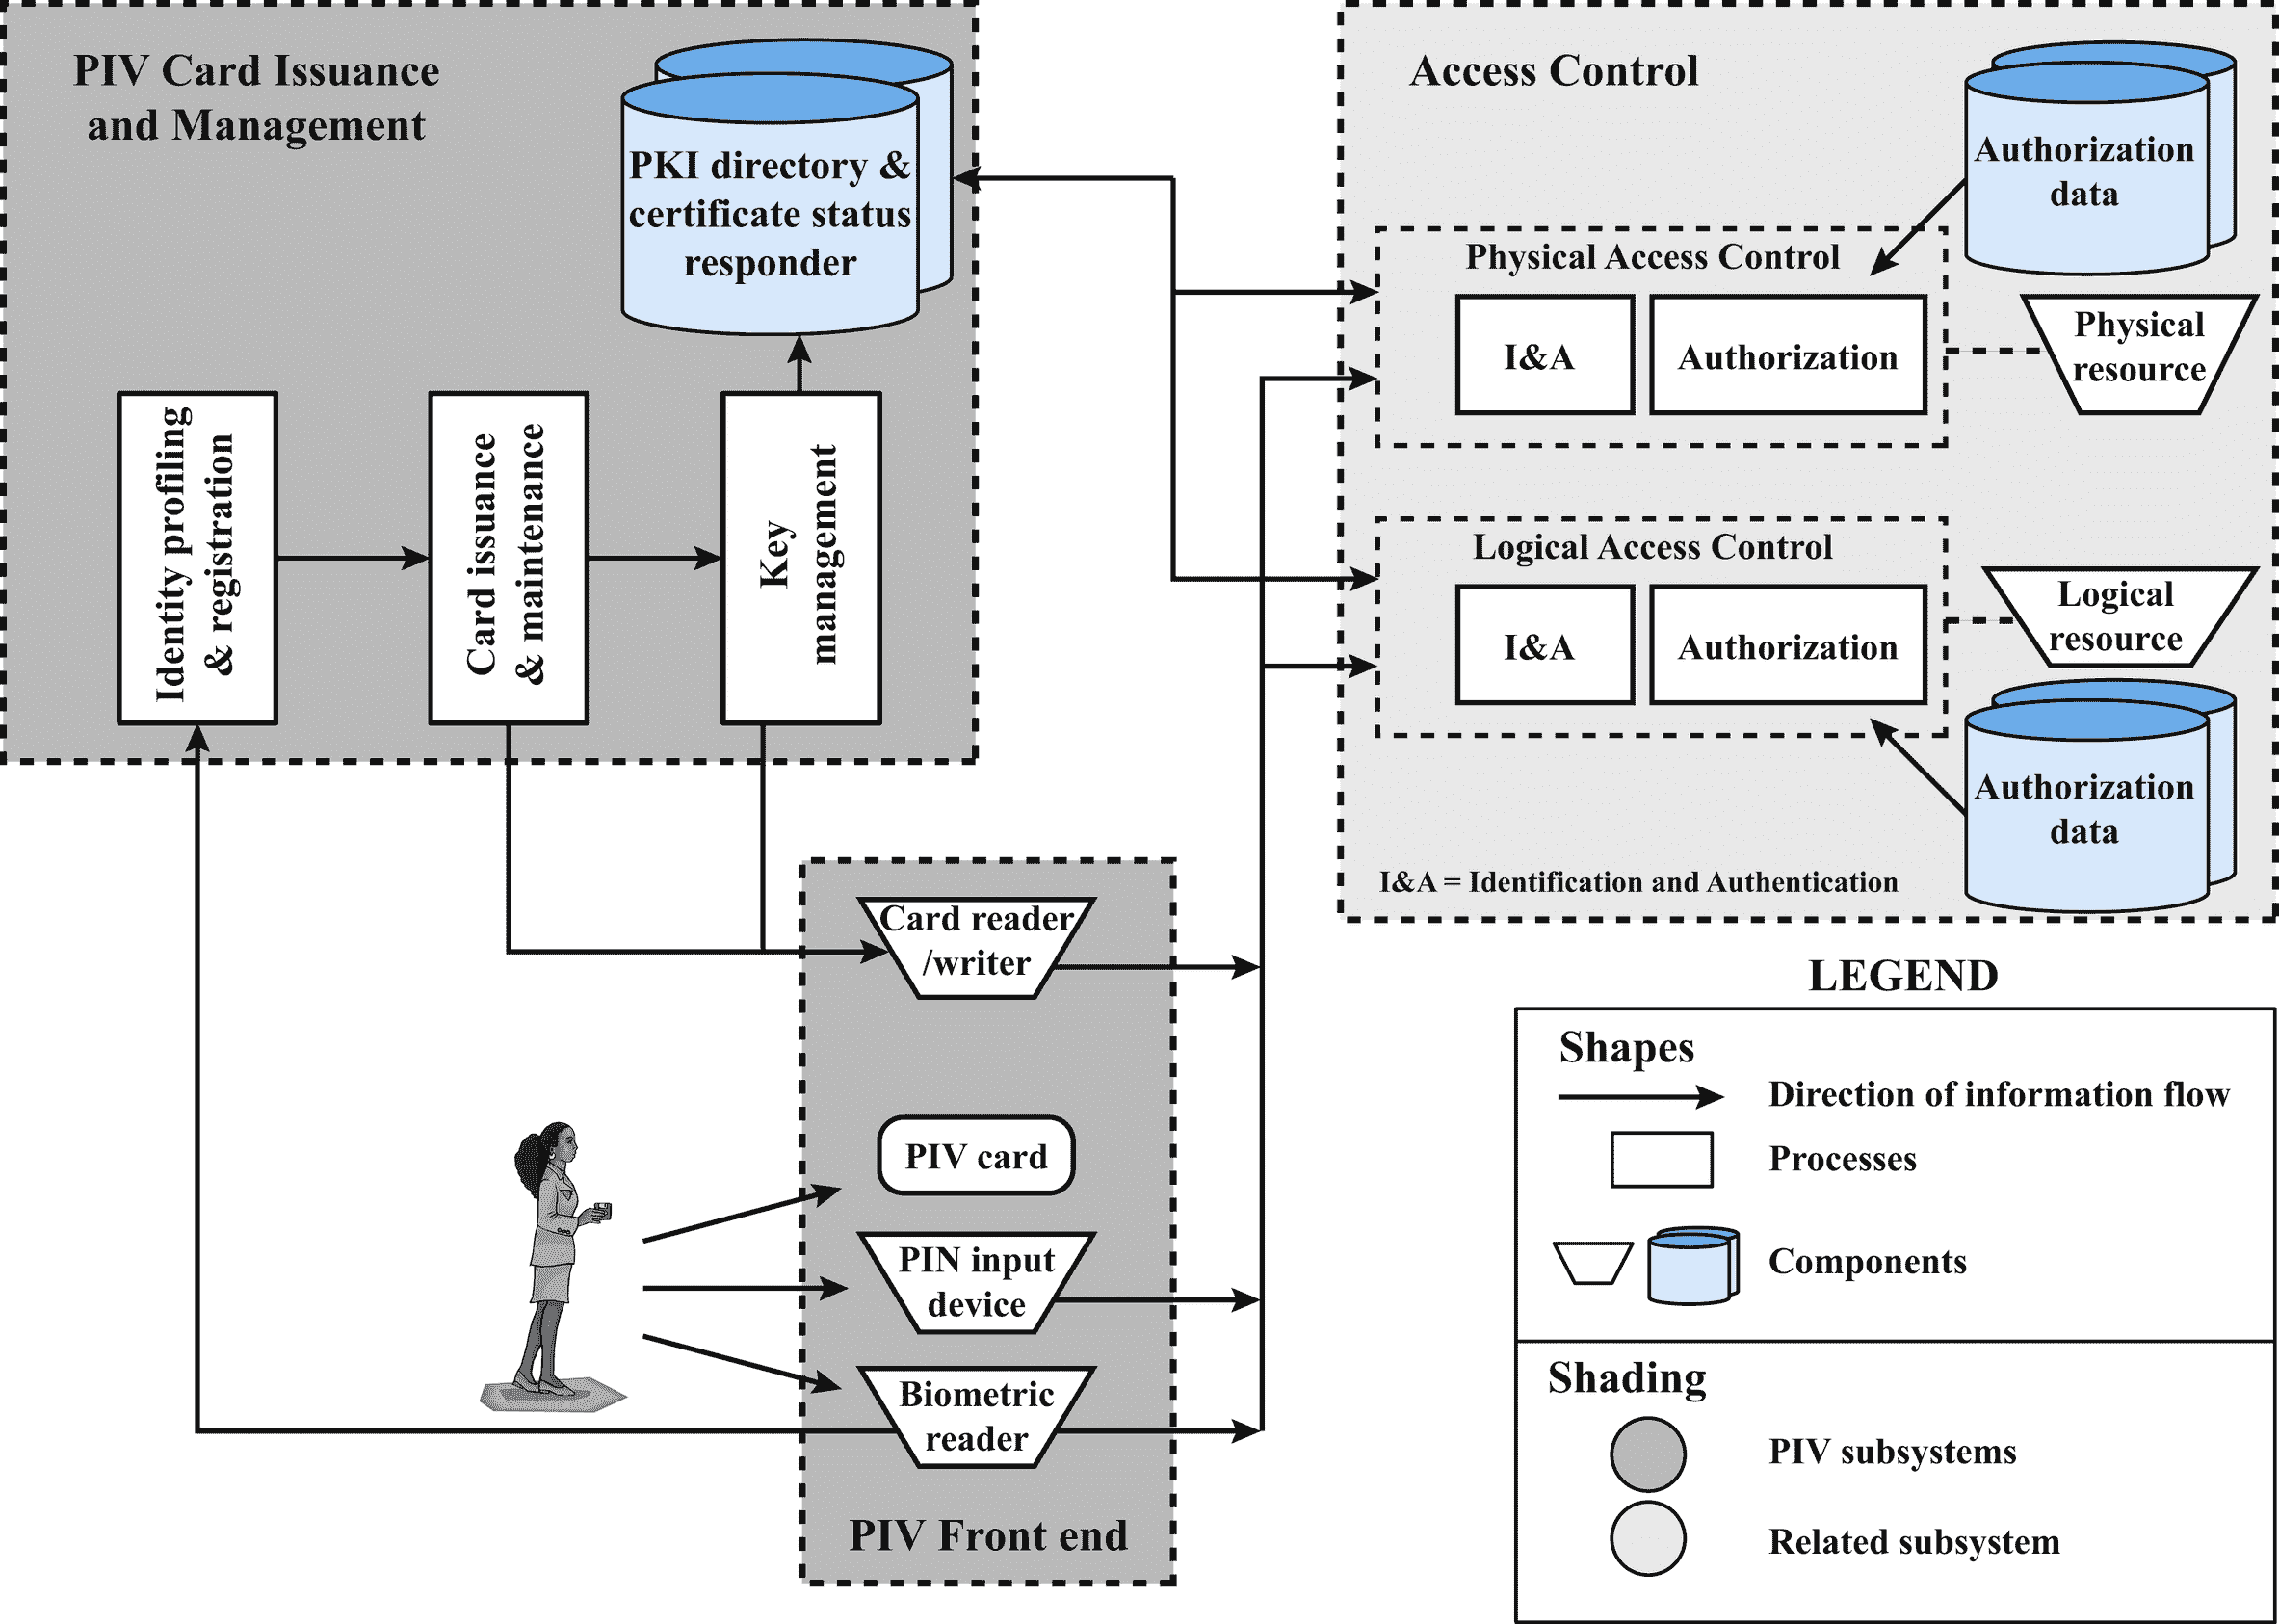 PIV Card Issuance
and Management
PKI directory &
certificate status
responder
Identity profiling
& registration
Card issuance
& maintenance
Key
management
Access Control
Authorization
data
Physical Access Control
I&A
Authorization
Physical
resource
Logical Access Control
I&A
Authorization
Logical
resource
Authorization
data
I&A = Identification and Authentication
Card reader
/writer
PIV card
PIN input
device
Biometric
reader
PIV Front end
LEGEND
Shapes
Direction of information flow
Processes
Components
Shading
PIV subsystems
Related subsystem